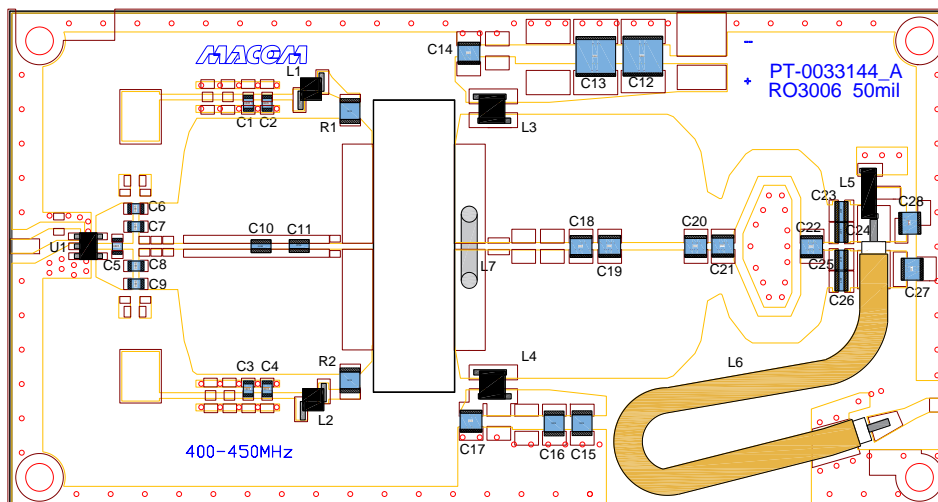 MACOM
C14
C13
C12
-
+
PT-0033144_A
RO3006 50mil
L1
C1
C2
R1
L3
L5
C23
C28
C6
C7
U1
C5
C10
C11
C18
C20
C22
C24
C8
C9
L7
C19
C21
C25
C26
C27
R2
L4
L6
C3
C4
L2
C17
C16
C15
400-450MHz